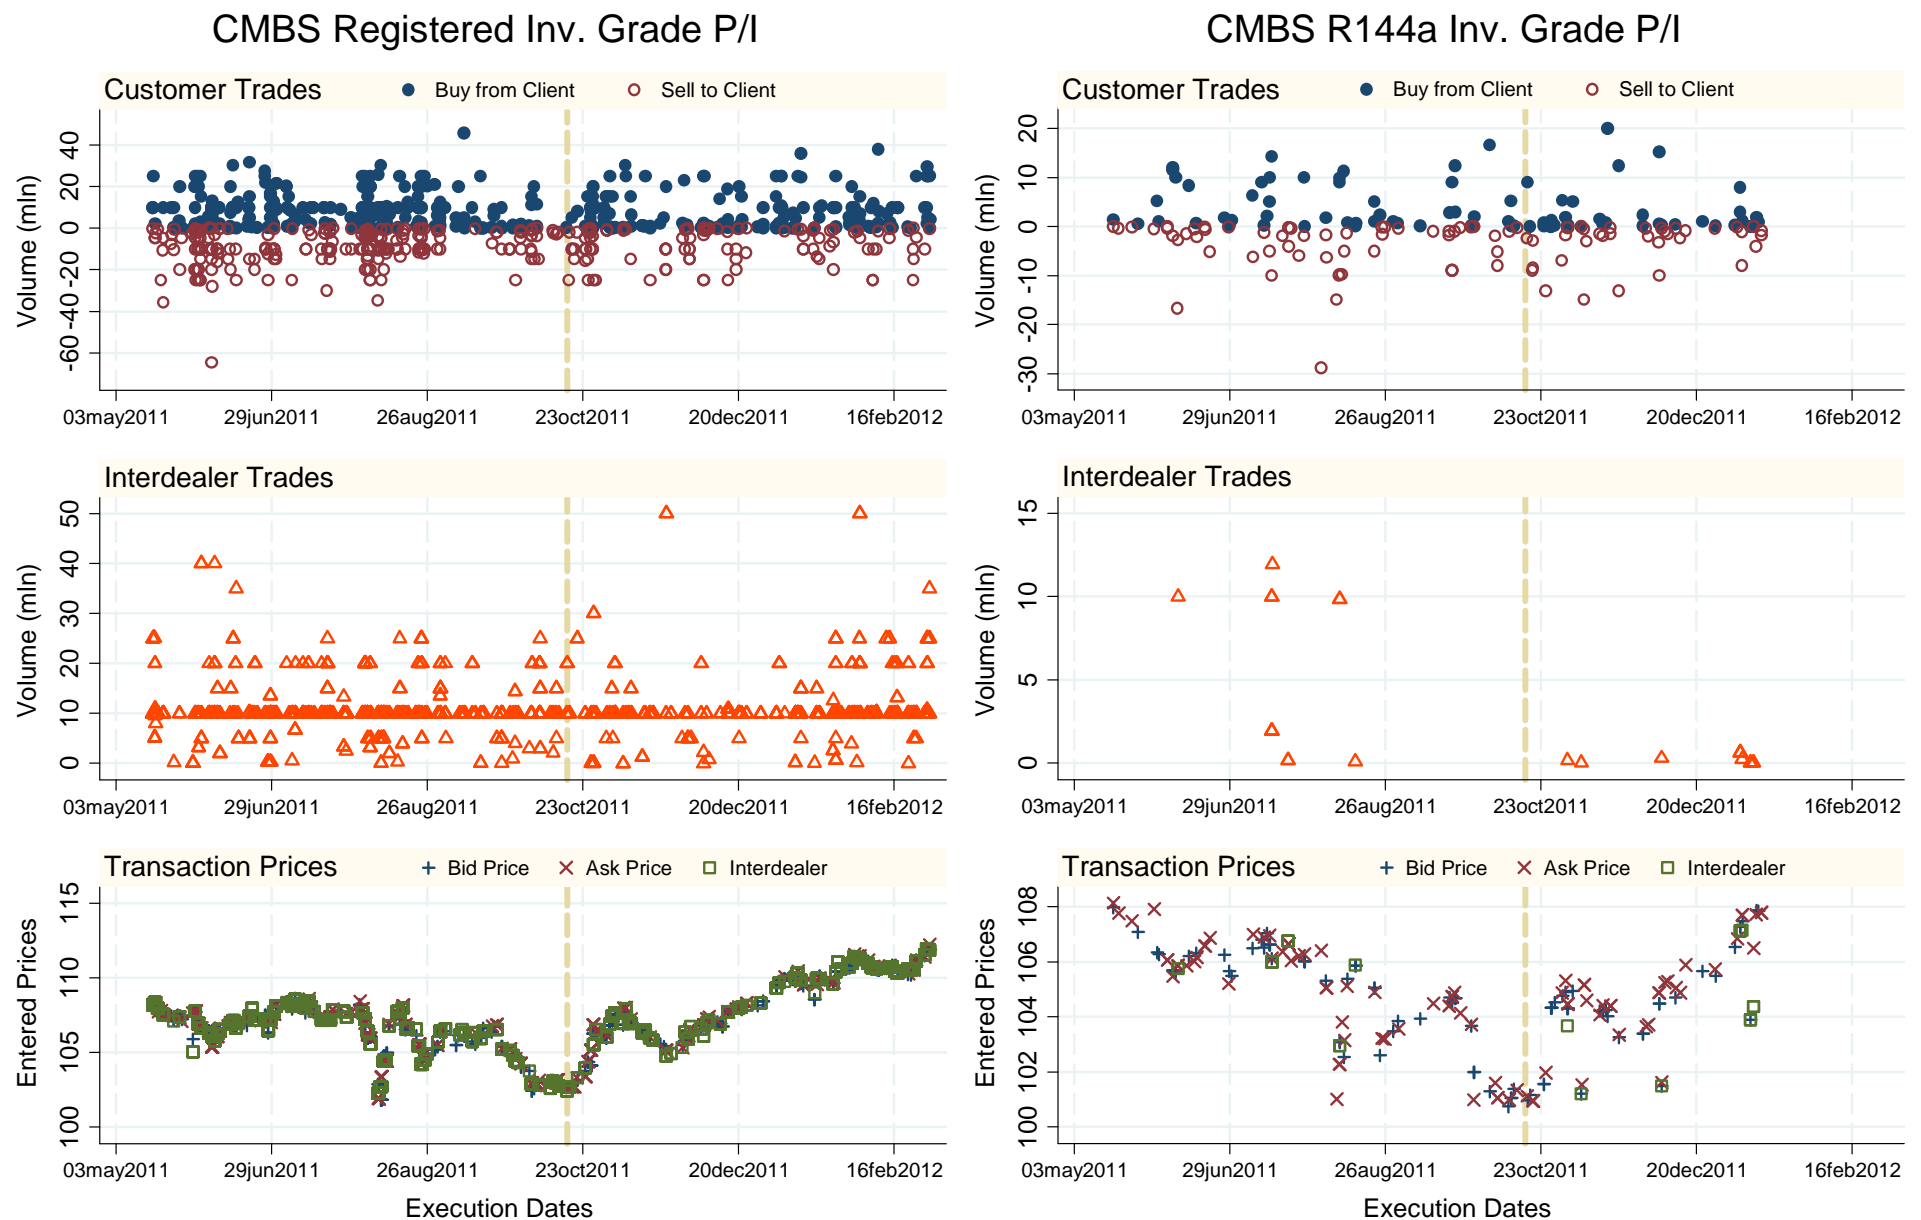 CMBS Registered Inv. Grade P/I
Customer Trades
Buy from Client
Sell to Client
Volume (mln)
40
20
0
-20
-40
-60
03may2011
29jun2011
26aug2011
23oct2011
20dec2011
16feb2012
Interdealer Trades
Volume (mln)
50
40
30
20
10
0
03may2011
29jun2011
26aug2011
23oct2011
20dec2011
16feb2012
Transaction Prices
Bid Price
Ask Price
Interdealer
Entered Prices
115
110
105
100
03may2011
29jun2011
26aug2011
23oct2011
20dec2011
16feb2012
Execution Dates
CMBS R144a Inv. Grade P/I
Customer Trades
Buy from Client
Sell to Client
Volume (mln)
20
10
0
-10
-20
-30
03may2011
29jun2011
26aug2011
23oct2011
20dec2011
16feb2012
Interdealer Trades
Volume (mln)
15
10
5
0
03may2011
29jun2011
26aug2011
23oct2011
20dec2011
16feb2012
Transaction Prices
Bid Price
Ask Price
Interdealer
Entered Prices
108
106
104
102
100
03may2011
29jun2011
26aug2011
23oct2011
20dec2011
16feb2012
Execution Dates